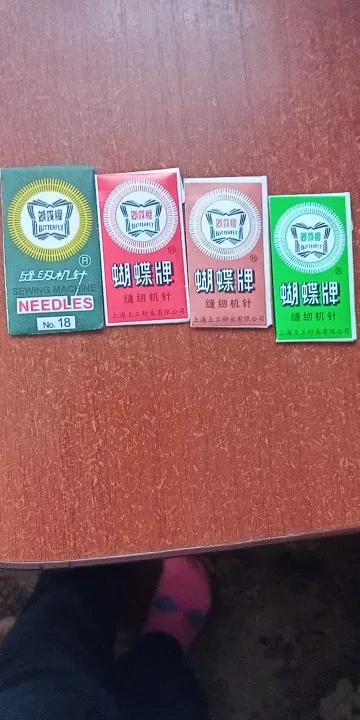 蝴蝶牌
BUTTERFLY
®
缝纫机针
SEWING MACHINE
NEEDLES
No. 18
蝴蝶牌
BUTTERFLY
®
蝴蝶牌
缝纫机针
上海上工针业有限公司
蝴蝶牌
BUTTERFLY
®
蝴蝶牌
缝纫机针
上海上工针业有限公司
蝴蝶牌
BUTTERFLY
®
蝴蝶牌
缝纫机针
上海上工针业有限公司